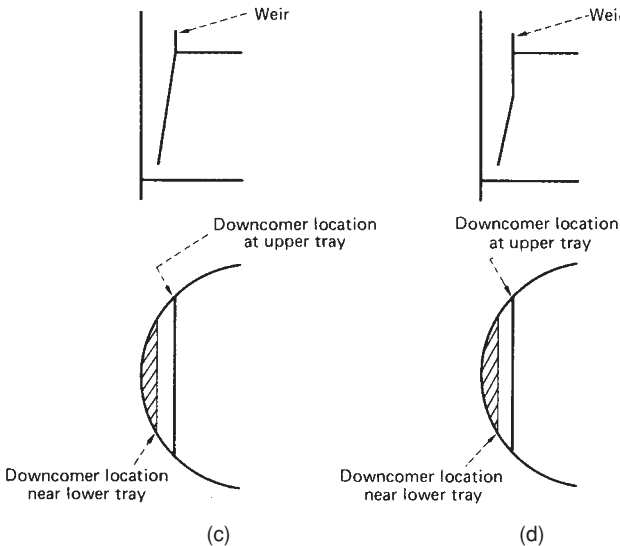 Weir
Wei
Downcomer location
at upper tray
Downcomer location
at upper tray
Downcomer location
near lower tray
Downcomer location
near lower tray
(c)
(d)